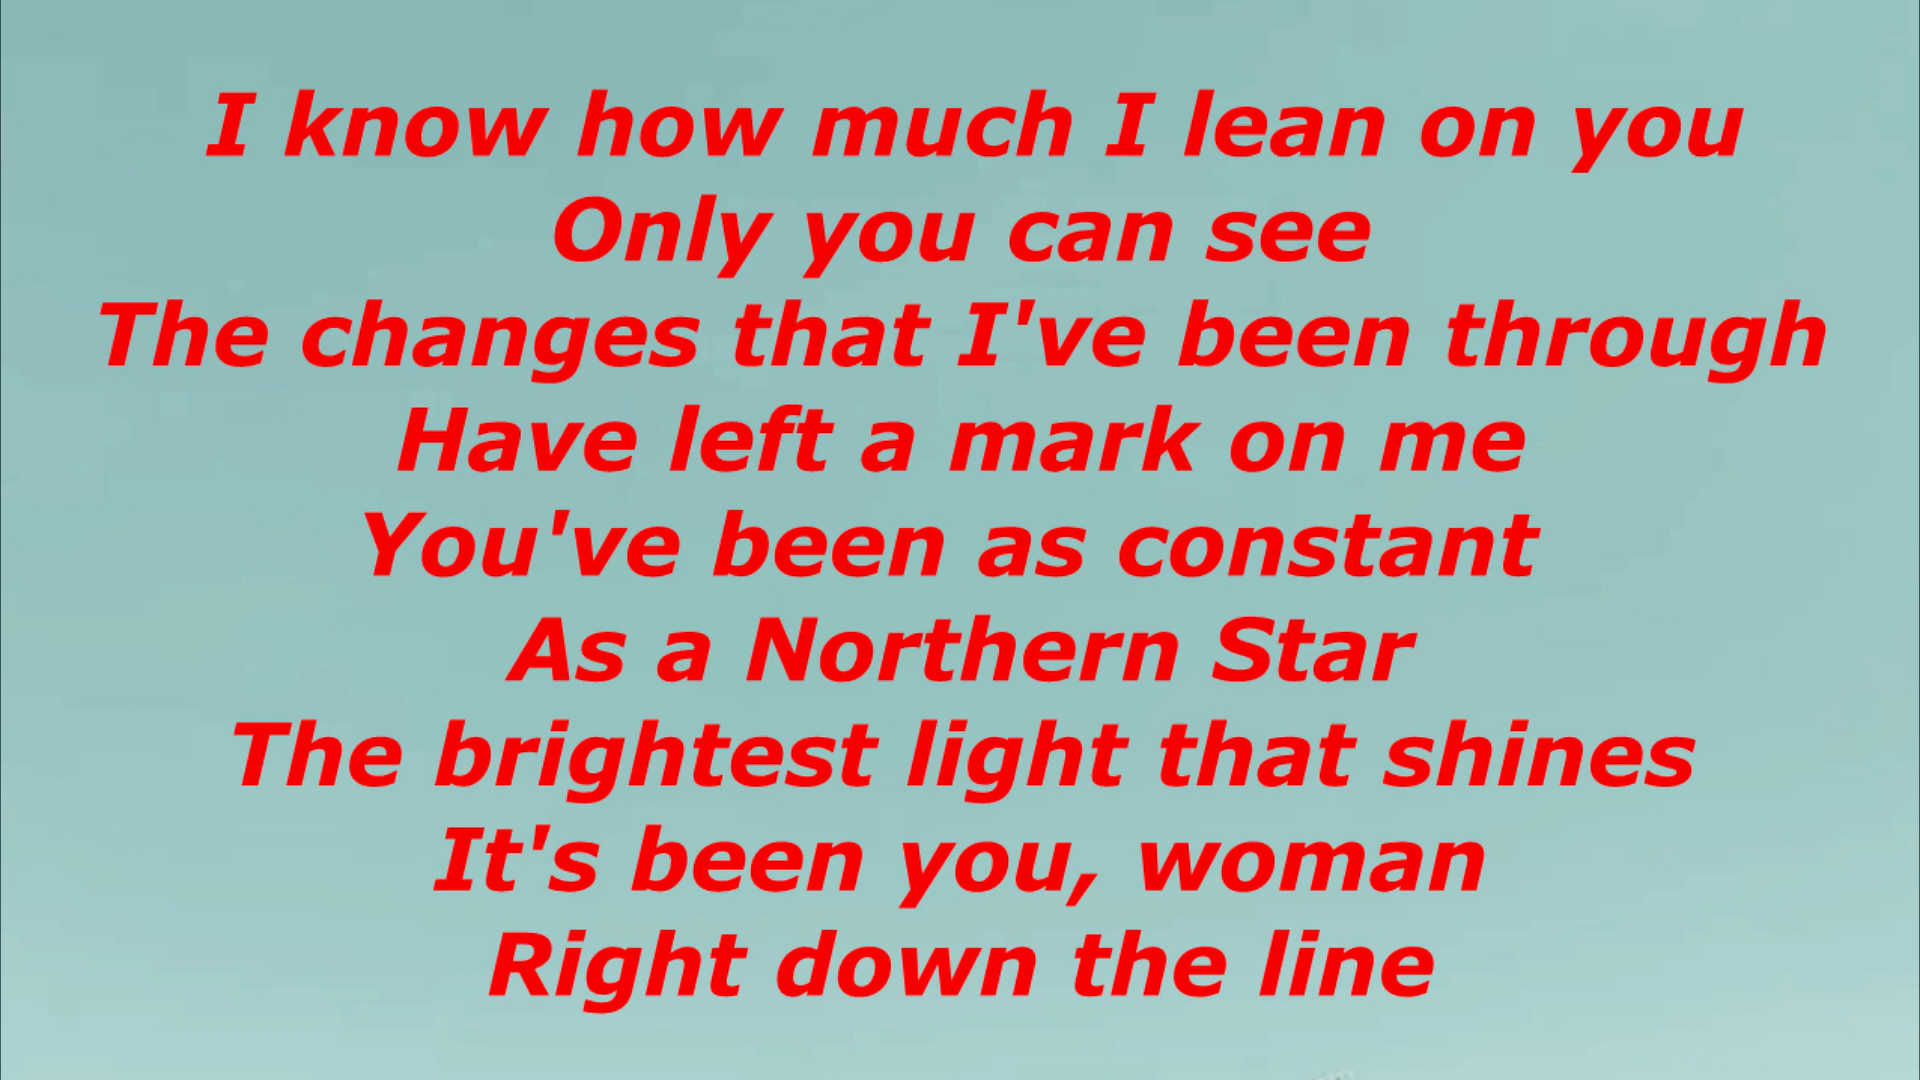 I know how much I lean on you
Only you can see
The changes that I've been through
Have left a mark on me
You've been as constant
As a Northern Star
The brightest light that shines
It's been you, woman
Right down the line